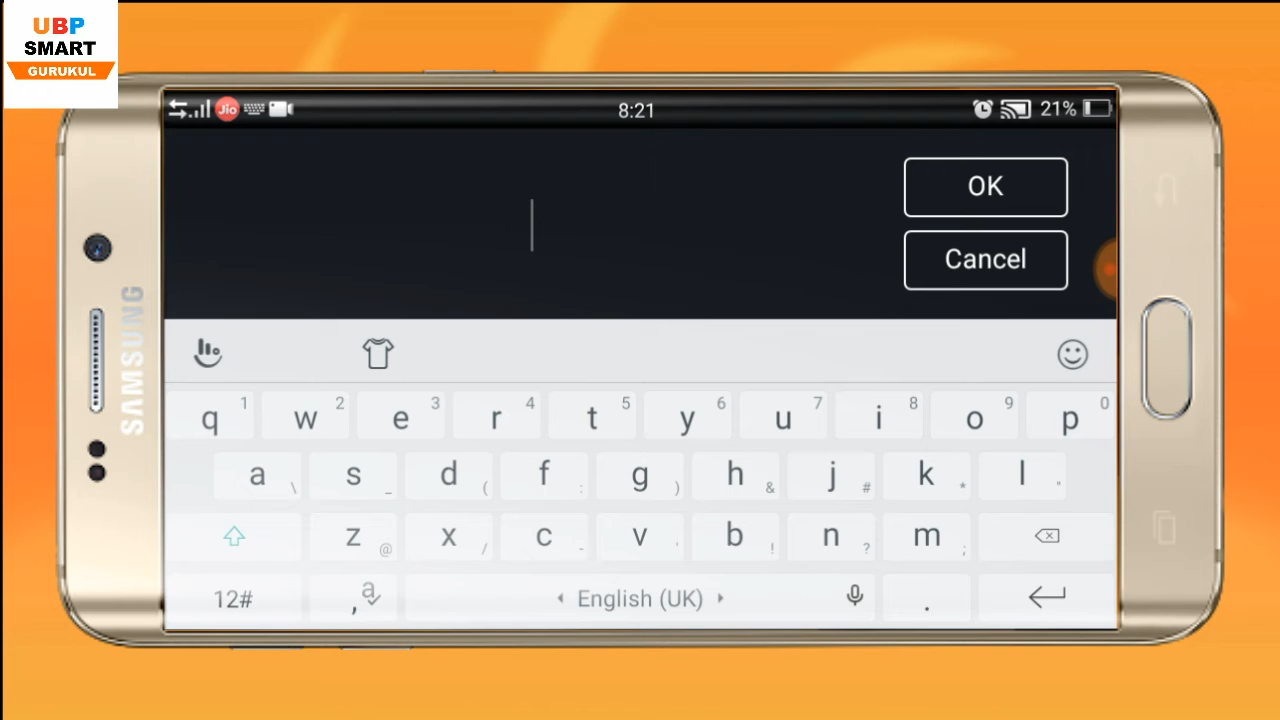 UBP
SMART
GURUKUL
Jio
8:21
21%
OK
Cancel
SAMSUNG
q 1 w 2 e 3 r 4 t 5 y 6 u 7 i 8 o 9 p 0
a \ s _ d ( f : g ) h & j # k * l "
z @ x / c - v ' b ! n ? m ;
12# , a English (UK) .